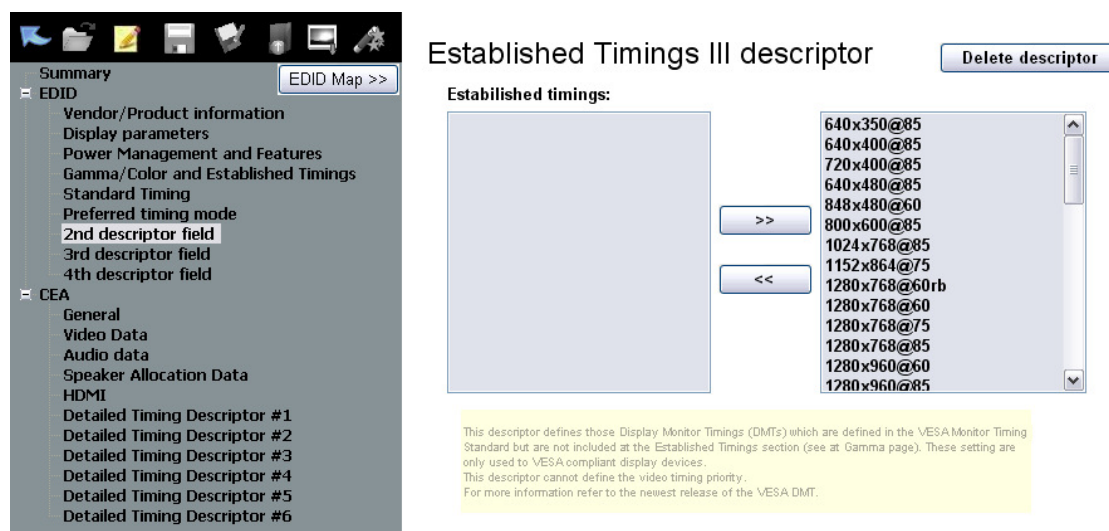 Summary
EDID Map >>
EDID
Vendor/Product information
Display parameters
Power Management and Features
Gamma/Color and Established Timings
Standard Timing
Preferred timing mode
2nd descriptor field
3rd descriptor field
4th descriptor field
CEA
General
Video Data
Audio data
Speaker Allocation Data
HDMI
Detailed Timing Descriptor #1
Detailed Timing Descriptor #2
Detailed Timing Descriptor #3
Detailed Timing Descriptor #4
Detailed Timing Descriptor #5
Detailed Timing Descriptor #6
Established Timings III descriptor
Delete descriptor
Estabilished timings:
>>
<<
640x350@85
640x400@85
720x400@85
640x480@85
848x480@60
800x600@85
1024x768@85
1152x864@75
1280x768@60rb
1280x768@60
1280x768@75
1280x768@85
1280x960@60
1280x960@85
This descriptor defines those Display Monitor Timings (DMTs) which are defined in the VESA Monitor Timing
Standard but are not included at the Established Timings section (see at Gamma page). These setting are
only used to VESA compliant display devices.
This descriptor cannot define the video timing priority.
For more information refer to the newest release of the VESA DMT.